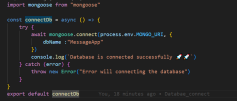 import mongoose from "mongoose"
const connectDb = async () => {
try {
await mongoose.connect(process.env.MONGO_URI, {
dbName :"MessageApp"
})
console.log(`Database is connected successfully 🚀🚀`)
} catch (error) {
throw new Error("Error will connecting the database")
}
}
export default connectDb You, 18 minutes ago • Databse connect